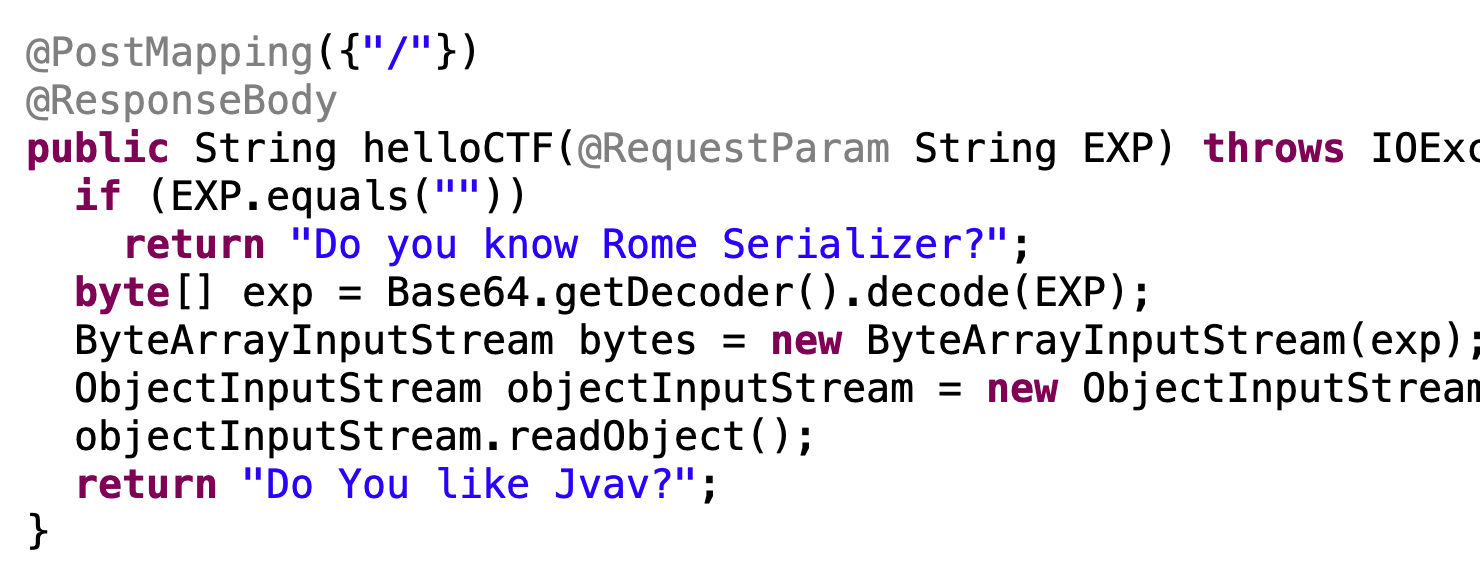 @PostMapping({"/"})
@ResponseBody
public String helloCTF(@RequestParam String EXP) throws IOExc
if (EXP.equals(""))
return "Do you know Rome Serializer?";
byte[] exp = Base64.getDecoder().decode(EXP);
ByteArrayInputStream bytes = new ByteArrayInputStream(exp);
ObjectInputStream objectInputStream = new ObjectInputStream
objectInputStream.readObject();
return "Do You like Jvav?";
}